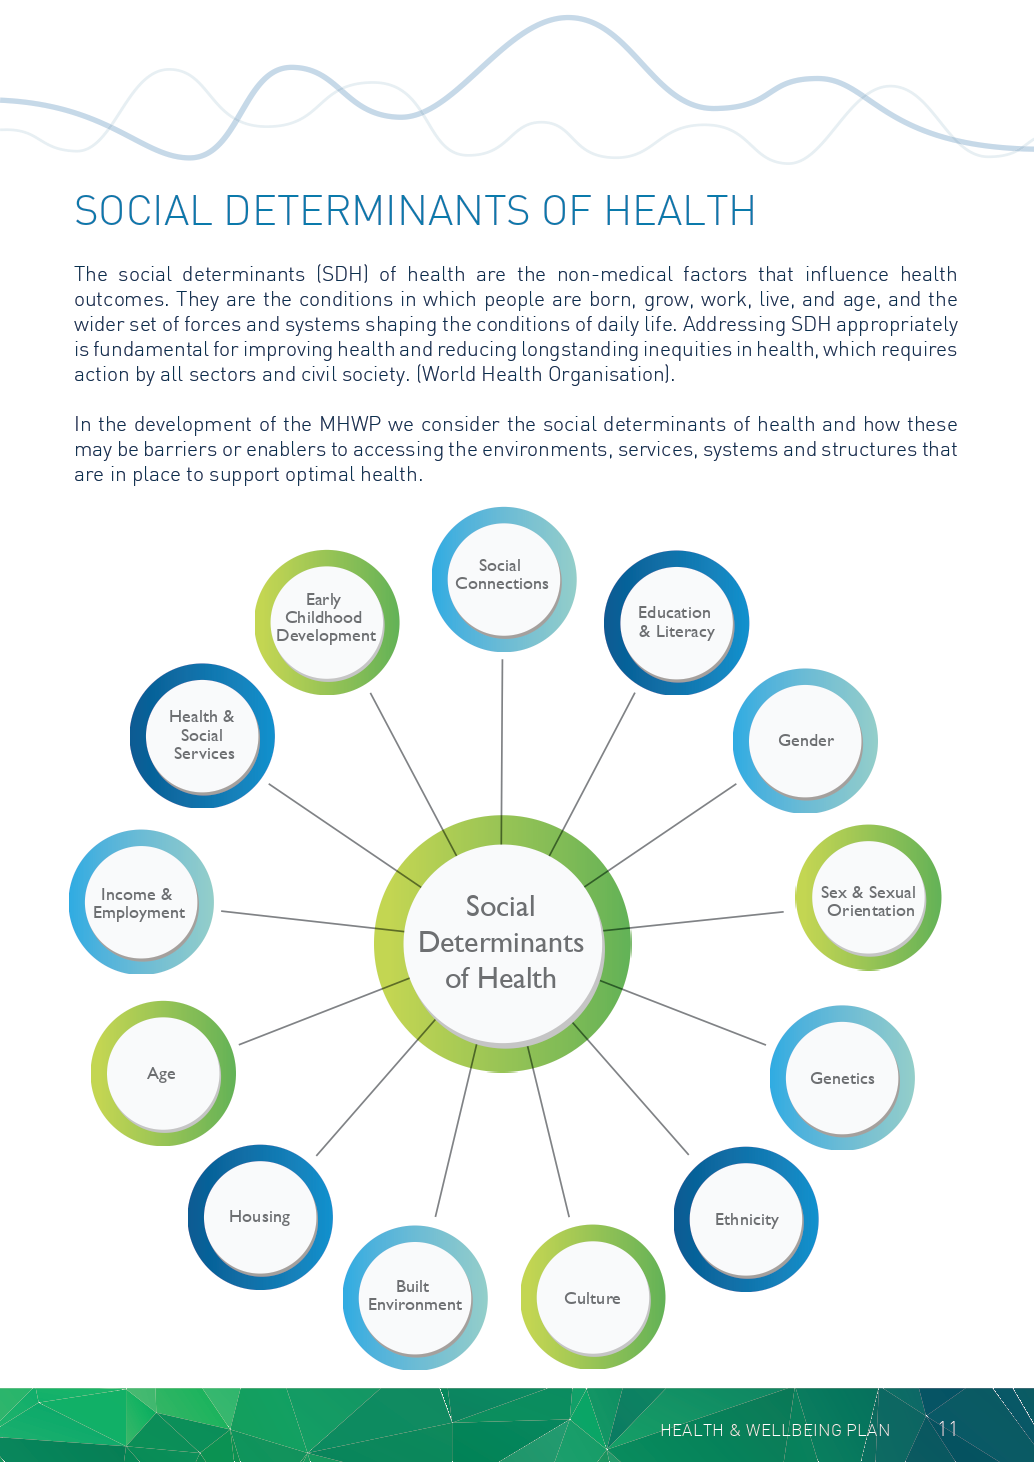 SOCIAL DETERMINANTS OF HEALTH
The social determinants (SDH) of health are the non-medical factors that influence health
outcomes. They are the conditions in which people are born, grow, work, live, and age, and the
wider set of forces and systems shaping the conditions of daily life. Addressing SDH appropriately
is fundamental for improving health and reducing longstanding inequities in health, which requires
action by all sectors and civil society. (World Health Organisation).
In the development of the MHWP we consider the social determinants of health and how these
may be barriers or enablers to accessing the environments, services, systems and structures that
are in place to support optimal health.
Social
Connections
Education
& Literacy
Gender
Sex & Sexual
Orientation
Genetics
Ethnicity
Culture
Built
Environment
Housing
Age
Income &
Employment
Health &
Social
Services
Early
Childhood
Development
Social
Determinants
of Health
HEALTH & WELLBEING PLAN 11